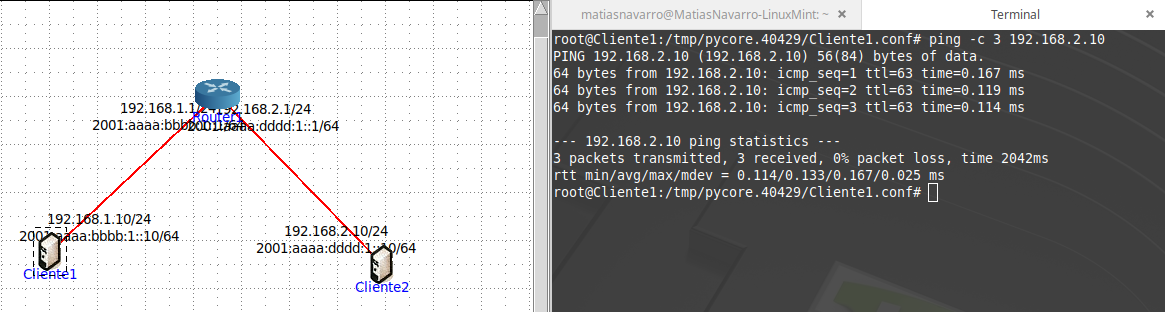 192.168.1.1/24
192.168.2.1/24
Router1
2001:aaaa:bbbb:1::1/64
2001:aaaa:dddd:1::1/64
192.168.1.10/24
2001:aaaa:bbbb:1::10/64
Cliente1
192.168.2.10/24
2001:aaaa:dddd:1::10/64
Cliente2
matiasnavarro@MatiasNavarro-LinuxMint: ~
Terminal
root@Cliente1:/tmp/pycore.40429/Cliente1.conf# ping -c 3 192.168.2.10
PING 192.168.2.10 (192.168.2.10) 56(84) bytes of data.
64 bytes from 192.168.2.10: icmp_seq=1 ttl=63 time=0.167 ms
64 bytes from 192.168.2.10: icmp_seq=2 ttl=63 time=0.119 ms
64 bytes from 192.168.2.10: icmp_seq=3 ttl=63 time=0.114 ms
--- 192.168.2.10 ping statistics ---
3 packets transmitted, 3 received, 0% packet loss, time 2042ms
rtt min/avg/max/mdev = 0.114/0.133/0.167/0.025 ms
root@Cliente1:/tmp/pycore.40429/Cliente1.conf#